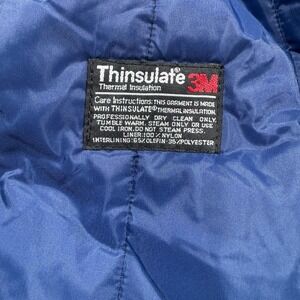 Thinsulate® 3M
Thermal Insulation
Care Instructions: THIS GARMENT IS MADE
WITH THINSULATE® THERMAL INSULATION.
PROFESSIONALLY DRY CLEAN ONLY.
TUMBLE WARM. STEAM ONLY OR USE
COOL IRON. DO NOT STEAM PRESS.
LINER: 100% NYLON
INTERLINING: 65% OLEFIN-35% POLYESTER